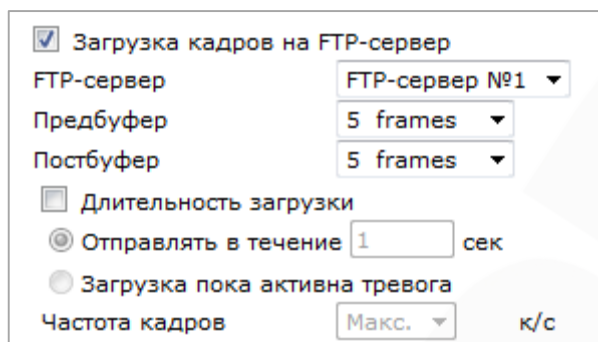 Загрузка кадров на FTP-сервер
FTP-сервер FTP-сервер №1
Предбуфер 5 frames
Постбуфер 5 frames
Длительность загрузки
Отправлять в течение 1 сек
Загрузка пока активна тревога
Частота кадров Макс. к/с